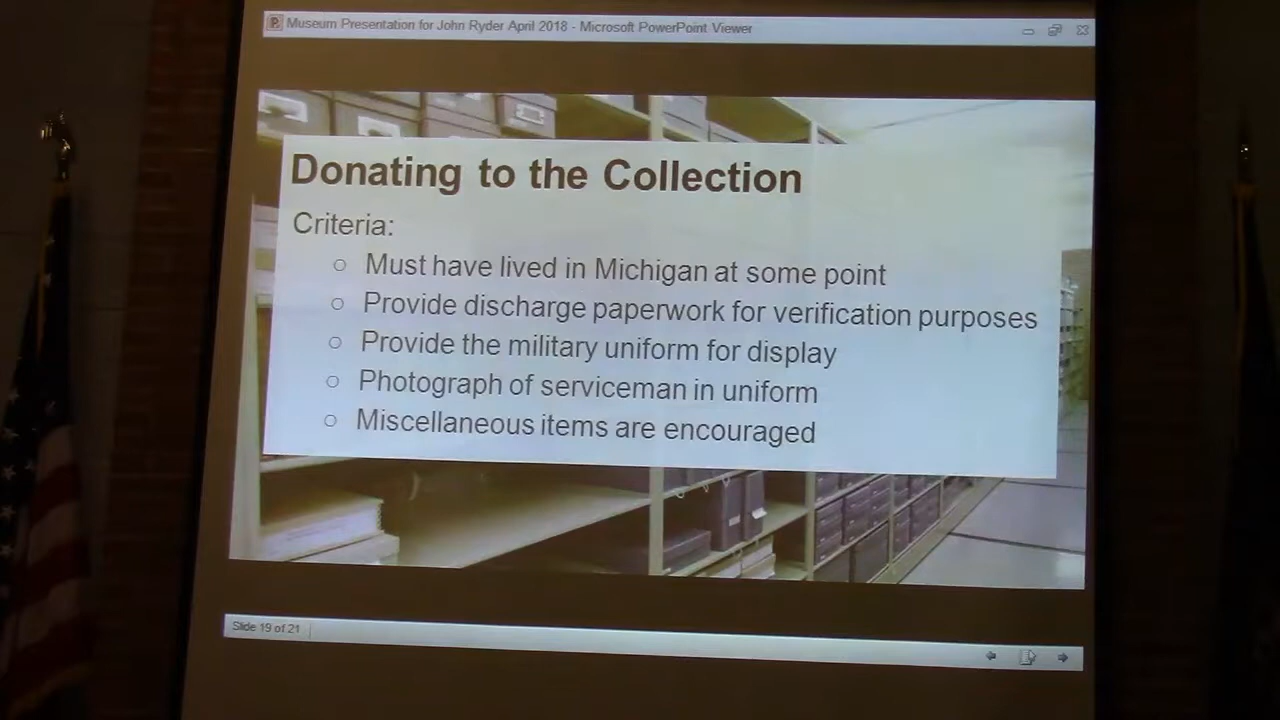 Museum Presentation for John Ryder April 2018 - Microsoft PowerPoint Viewer
Donating to the Collection
Criteria:
○ Must have lived in Michigan at some point
○ Provide discharge paperwork for verification purposes
○ Provide the military uniform for display
○ Photograph of serviceman in uniform
○ Miscellaneous items are encouraged
Slide 19 of 21